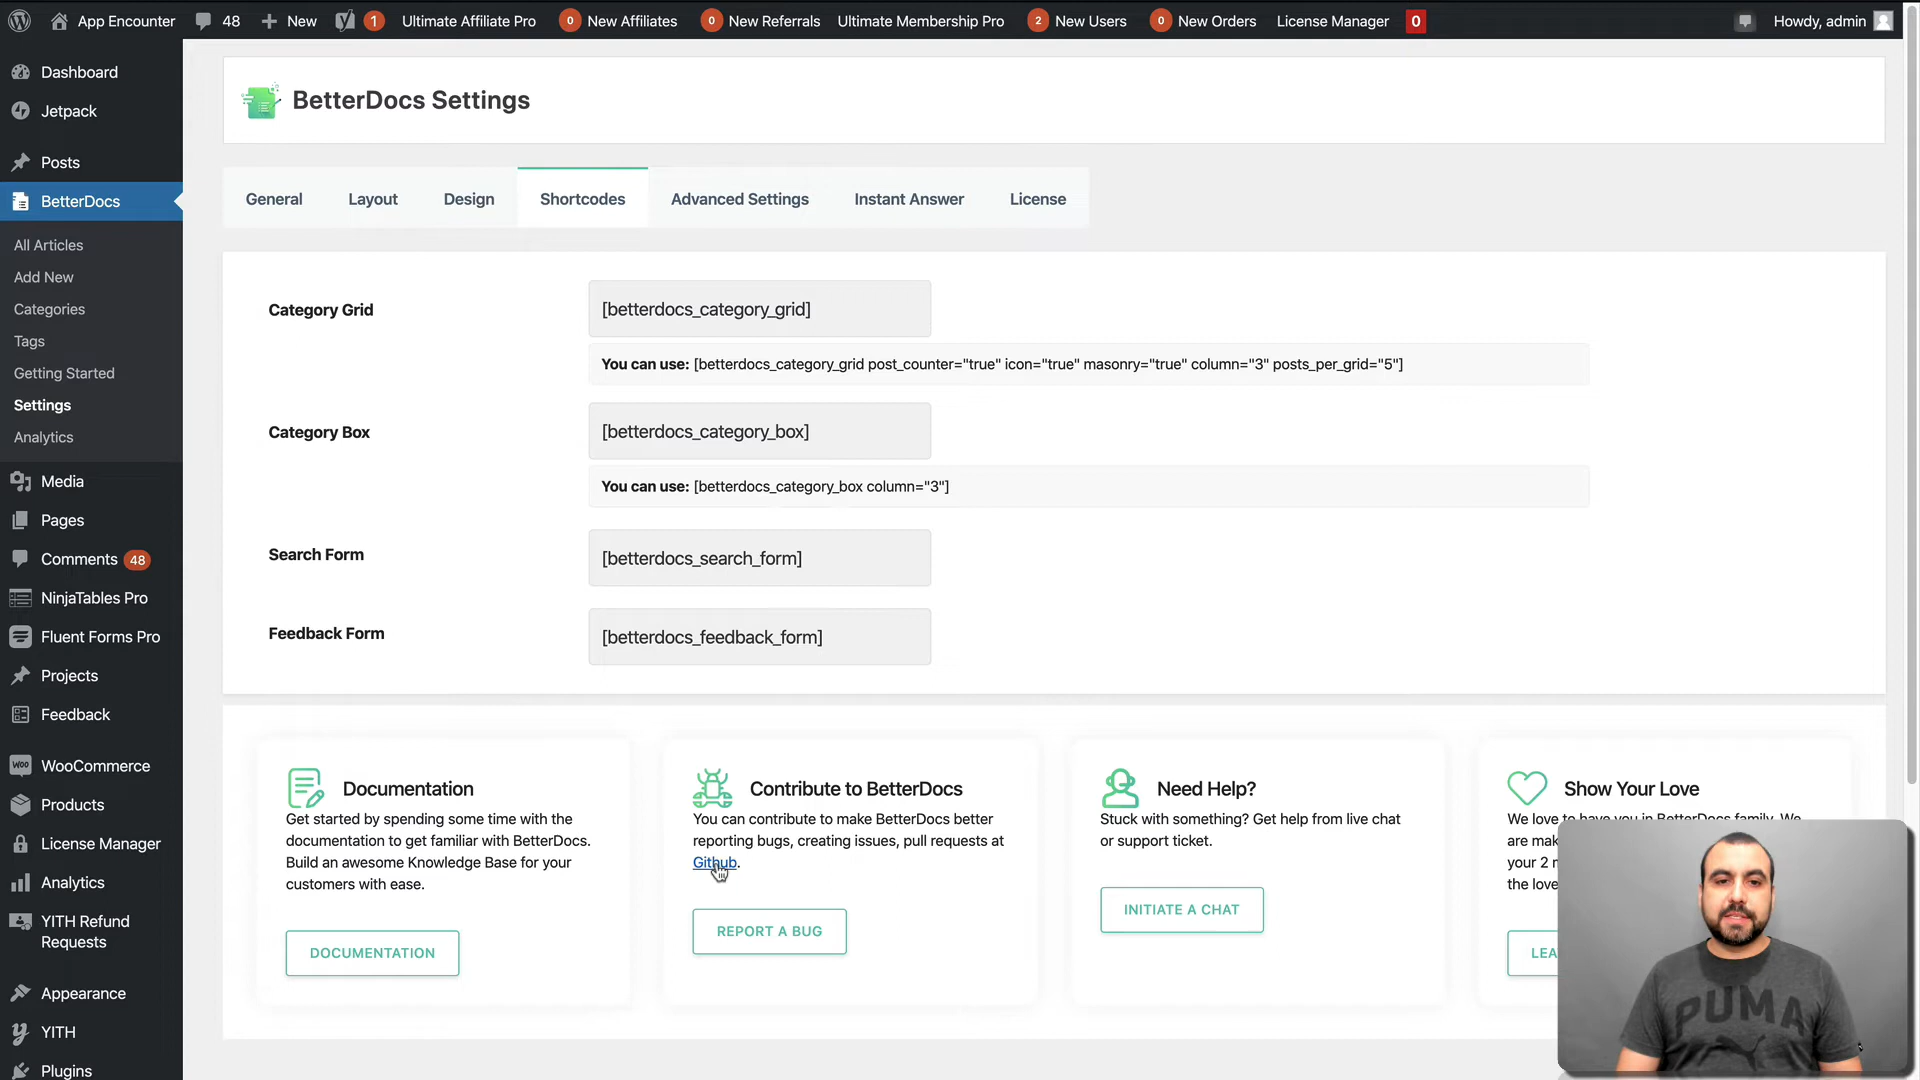 App Encounter 48 + New 1 Ultimate Affiliate Pro 0 New Affiliates 0 New Referrals Ultimate Membership Pro 2 New Users 0 New Orders License Manager 0 Howdy, admin
Dashboard
Jetpack
Posts
BetterDocs
All Articles
Add New
Categories
Tags
Getting Started
Settings
Analytics
Media
Pages
Comments 48
NinjaTables Pro
Fluent Forms Pro
Projects
Feedback
WooCommerce
Products
License Manager
Analytics
YITH Refund
Requests
Appearance
YITH
Plugins
BetterDocs Settings
General Layout Design Shortcodes Advanced Settings Instant Answer License
Category Grid [betterdocs_category_grid]
You can use: [betterdocs_category_grid post_counter="true" icon="true" masonry="true" column="3" posts_per_grid="5"]
Category Box [betterdocs_category_box]
You can use: [betterdocs_category_box column="3"]
Search Form [betterdocs_search_form]
Feedback Form [betterdocs_feedback_form]
Documentation
Get started by spending some time with the
documentation to get familiar with BetterDocs.
Build an awesome Knowledge Base for your
customers with ease.
DOCUMENTATION
Contribute to BetterDocs
You can contribute to make BetterDocs better
reporting bugs, creating issues, pull requests at
Github.
REPORT A BUG
Need Help?
Stuck with something? Get help from live chat
or support ticket.
INITIATE A CHAT
Show Your Love
We love to have you in BetterDocs family. We
are mak
your 2
the love
LEA
PUMA